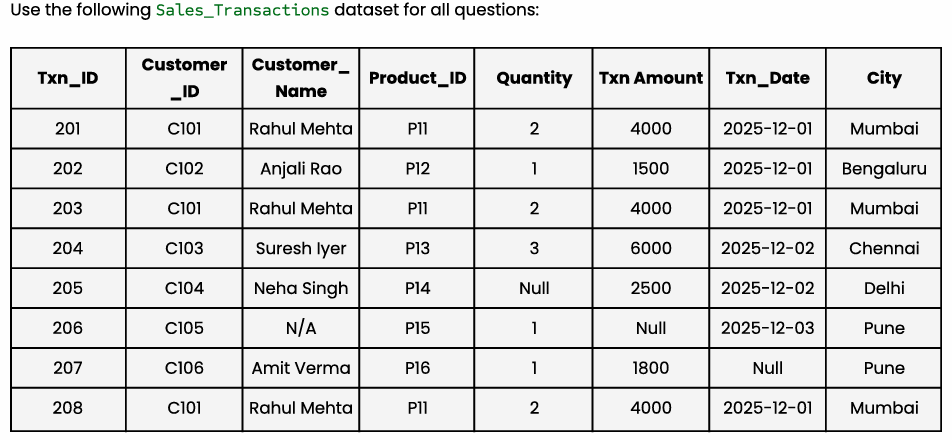 Use the following Sales_Transactions dataset for all questions:
Txn_ID Customer_ID Customer_Name Product_ID Quantity Txn Amount Txn_Date City
201 C101 Rahul Mehta P11 2 4000 2025-12-01 Mumbai
202 C102 Anjali Rao P12 1 1500 2025-12-01 Bengaluru
203 C101 Rahul Mehta P11 2 4000 2025-12-01 Mumbai
204 C103 Suresh Iyer P13 3 6000 2025-12-02 Chennai
205 C104 Neha Singh P14 Null 2500 2025-12-02 Delhi
206 C105 N/A P15 1 Null 2025-12-03 Pune
207 C106 Amit Verma P16 1 1800 Null Pune
208 C101 Rahul Mehta P11 2 4000 2025-12-01 Mumbai